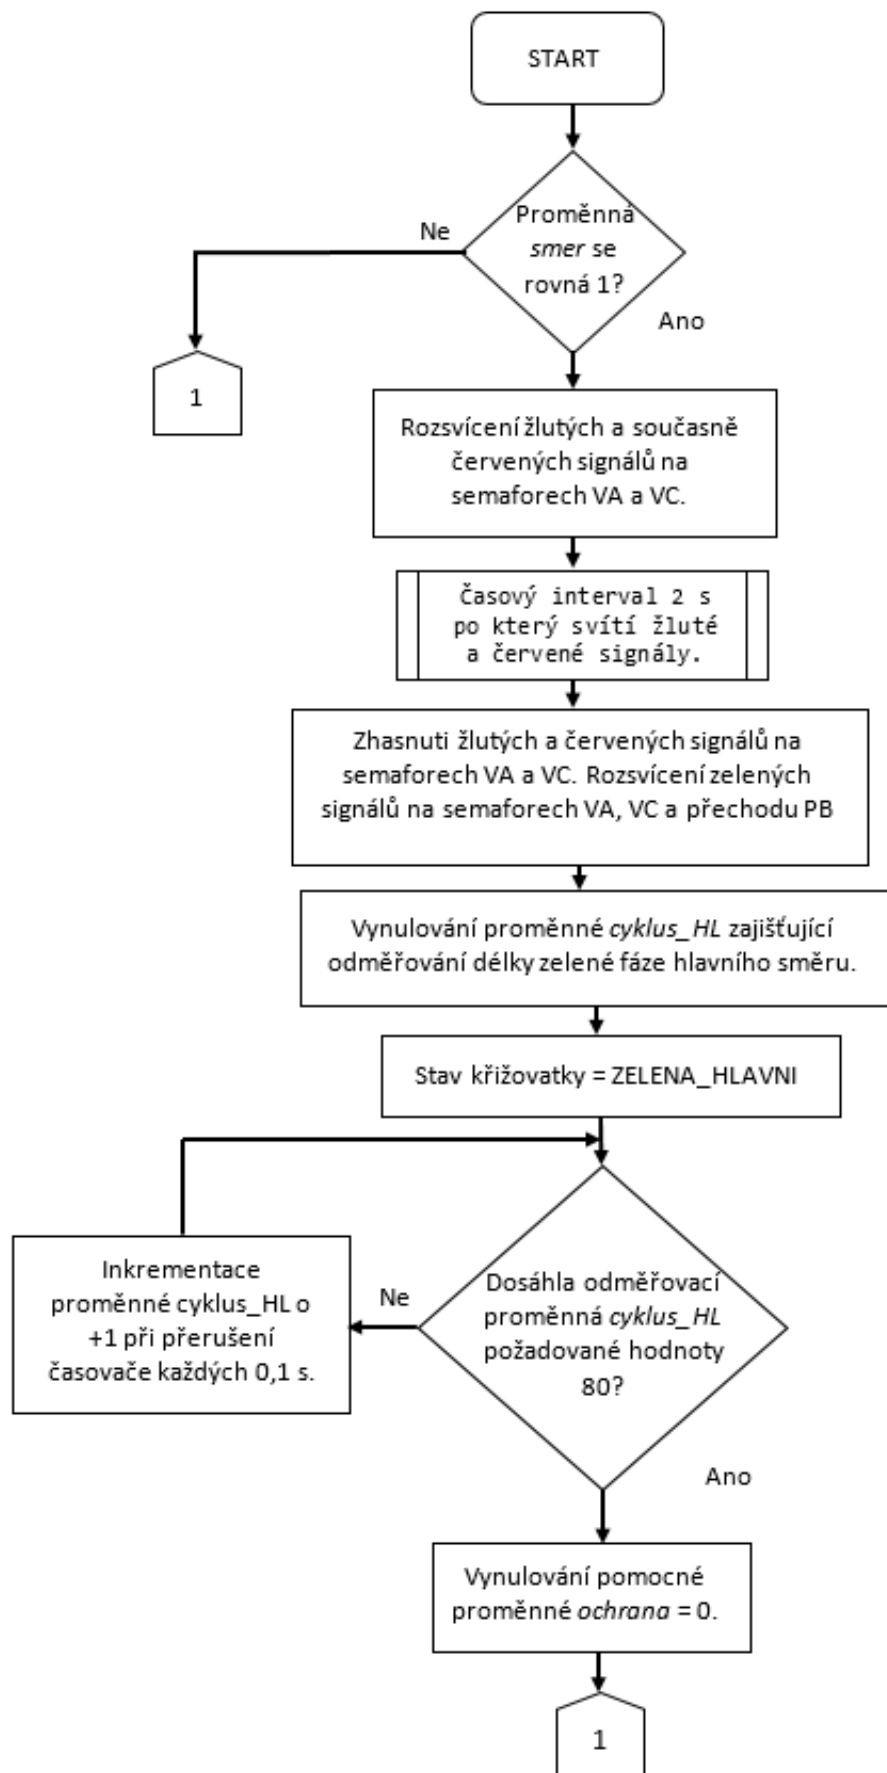 START
Proměnná
smer se
rovná 1?
Ne
Ano
1
Rozsvícení žlutých a současně
červených signálů na
semaforech VA a VC.
Časový interval 2 s
po který svítí žluté
a červené signály.
Zhasnuti žlutých a červených signálů na
semaforech VA a VC. Rozsvícení zelených
signálů na semaforech VA, VC a přechodu PB
Vynulování proměnné cyklus_HL zajišťující
odměřování délky zelené fáze hlavního směru.
Stav křižovatky = ZELENA_HLAVNI
Dosáhla odměřovací
proměnná cyklus_HL
požadované hodnoty
80?
Ne
Inkrementace
proměnné cyklus_HL o
+1 při přerušení
časovače každých 0,1 s.
Ano
Vynulování pomocné
proměnné ochrana = 0.
1